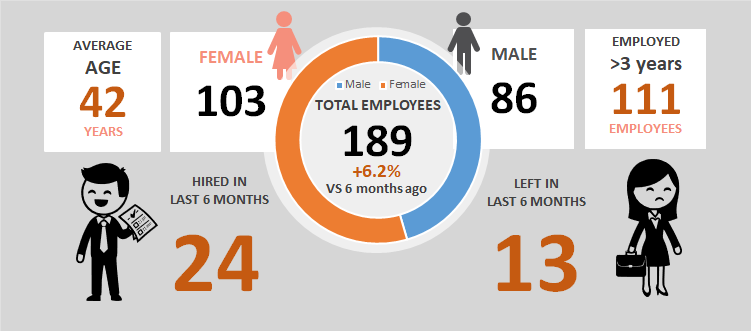 AVERAGE
AGE
42
YEARS
FEMALE
103
Male Female
TOTAL EMPLOYEES
189
+6.2%
VS 6 months ago
MALE
86
EMPLOYED
>3 years
111
EMPLOYEES
HIRED IN
LAST 6 MONTHS
24
LEFT IN
LAST 6 MONTHS
13